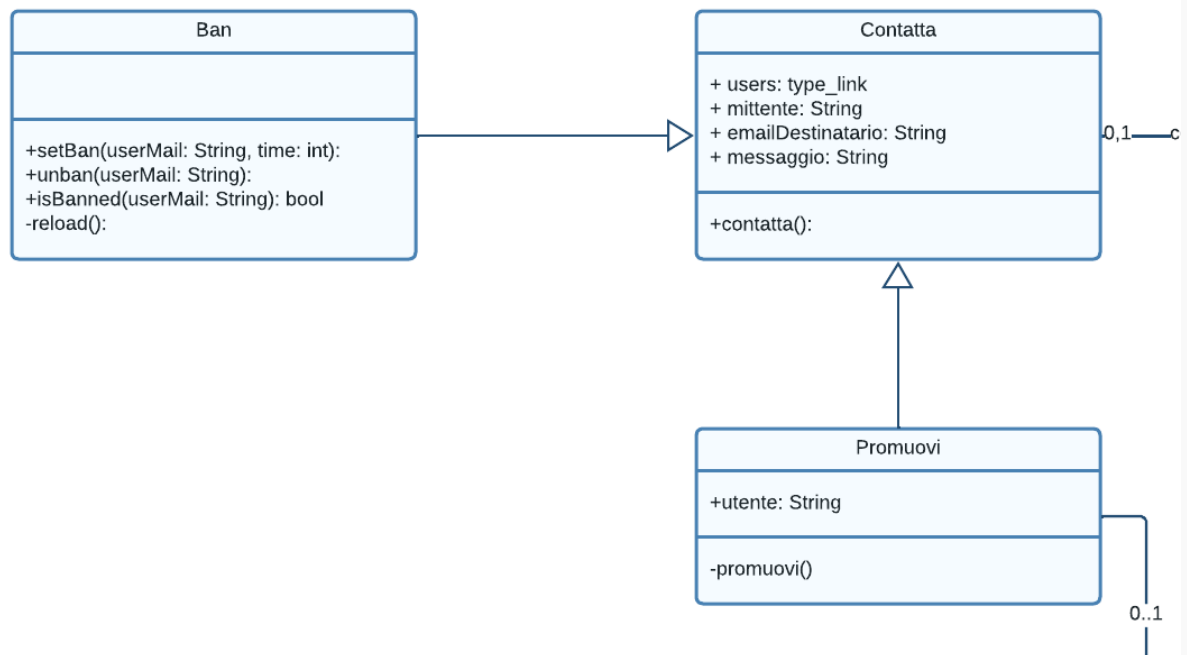 Ban
+setBan(userMail: String, time: int):
+unban(userMail: String):
+isBanned(userMail: String): bool
-reload():
Contatta
+ users: type_link
+ mittente: String
+ emailDestinatario: String
+ messaggio: String
+contatta():
0,1
c
Promuovi
+utente: String
-promuovi()
0..1